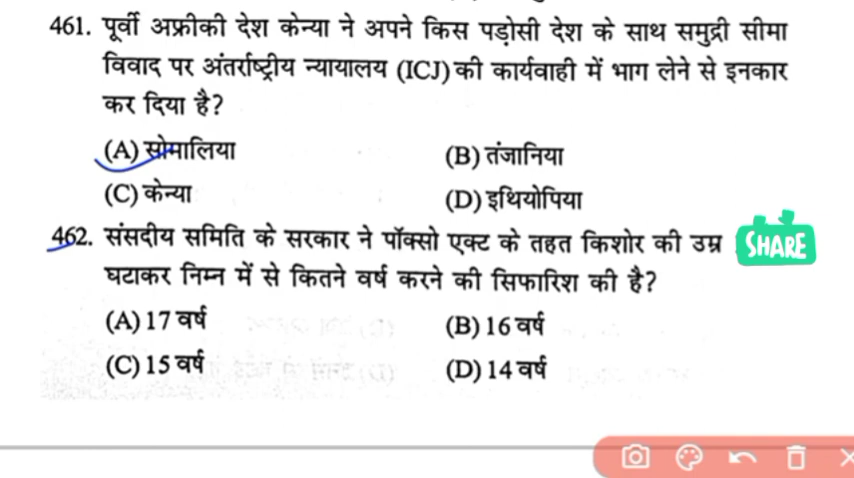 461. पूर्वी अफ्रीकी देश केन्या ने अपने किस पड़ोसी देश के साथ समुद्री सीमा
विवाद पर अंतर्राष्ट्रीय न्यायालय (ICJ) की कार्यवाही में भाग लेने से इनकार
कर दिया है?
(A) सोमालिया (B) तंजानिया
(C) केन्या (D) इथियोपिया
462. संसदीय समिति के सरकार ने पॉक्सो एक्ट के तहत किशोर की उम्र SHARE
घटाकर निम्न में से कितने वर्ष करने की सिफारिश की है?
(A) 17 वर्ष (B) 16 वर्ष
(C) 15 वर्ष (D) 14 वर्ष